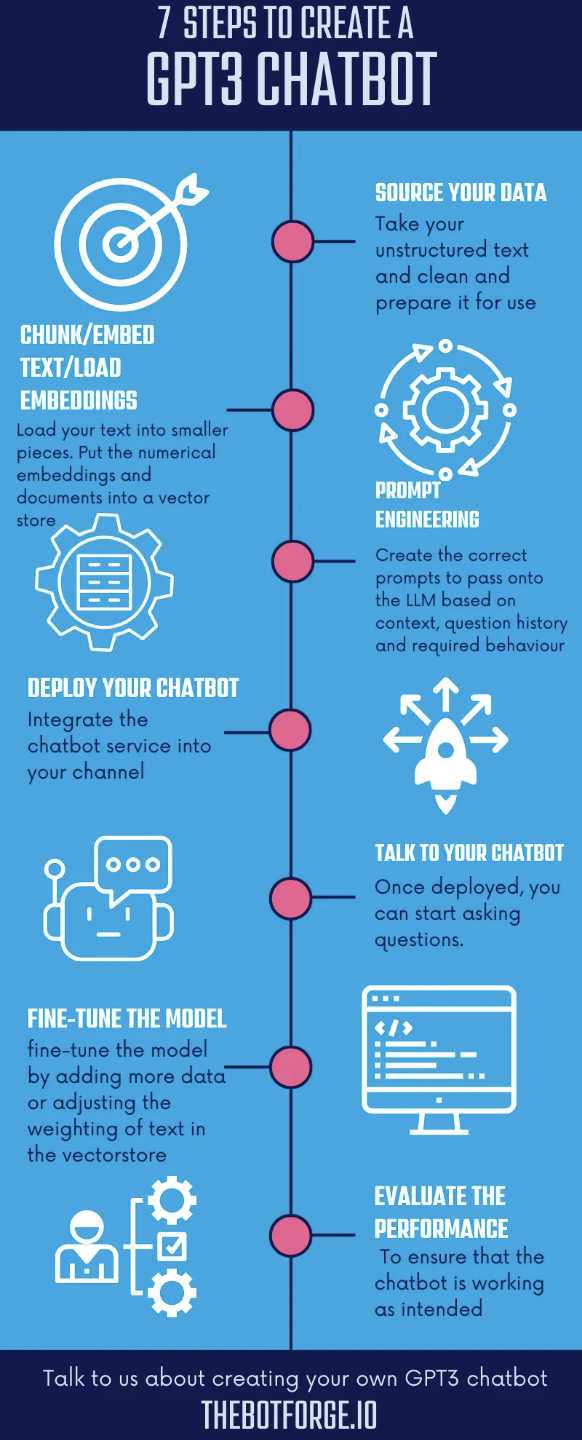 7 STEPS TO CREATE A
GPT3 CHATBOT
SOURCE YOUR DATA
Take your
unstructured text
and clean and
prepare it for use
CHUNK/EMBED
TEXT/LOAD
EMBEDDINGS
Load your text into smaller
pieces. Put the numerical
embeddings and
documents into a vector
store
PROMPT
ENGINEERING
Create the correct
prompts to pass onto
the LLM based on
context, question history
and required behaviour
DEPLOY YOUR CHATBOT
Integrate the
chatbot service into
your channel
TALK TO YOUR CHATBOT
Once deployed, you
can start asking
questions.
FINE-TUNE THE MODEL
fine-tune the model
by adding more data
or adjusting the
weighting of text in
the vectorstore
</>
EVALUATE THE
PERFORMANCE
To ensure that the
chatbot is working
as intended
Talk to us about creating your own GPT3 chatbot
THEBOTFORGE.IO